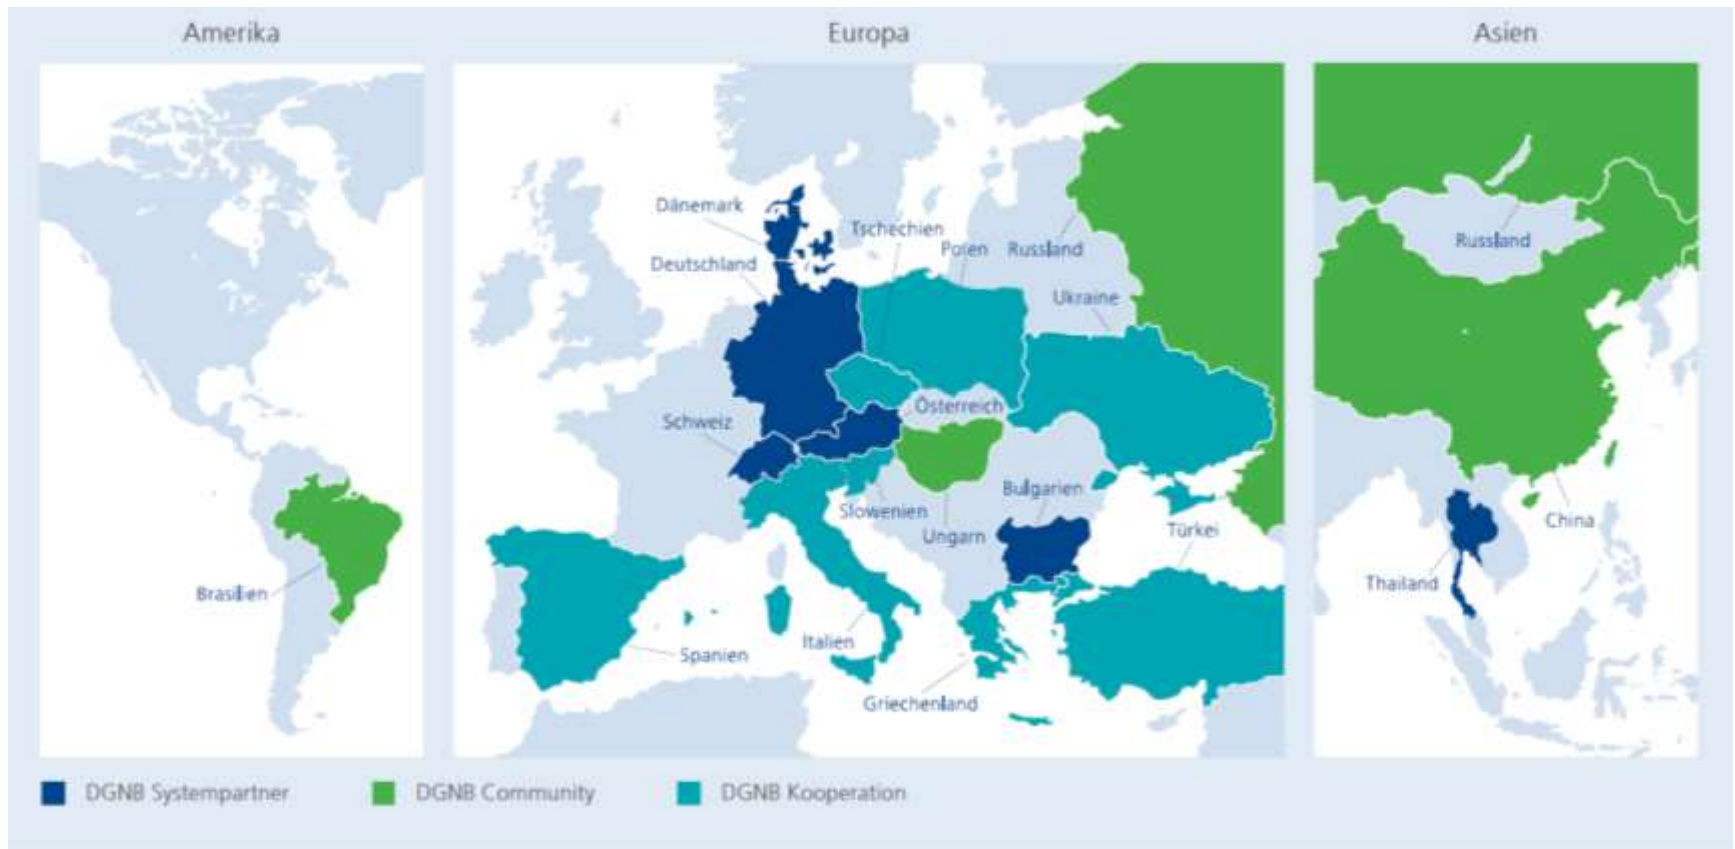 Amerika
Europa
Asien
Dänemark
Tschechien
Polen
Russland
Deutschland
Ukraine
Österreich
Schweiz
Bulgarien
Slowenien
Ungarn
Türkei
Italien
Spanien
Griechenland
Brasilien
Russland
China
Thailand
DGNB Systempartner
DGNB Community
DGNB Kooperation